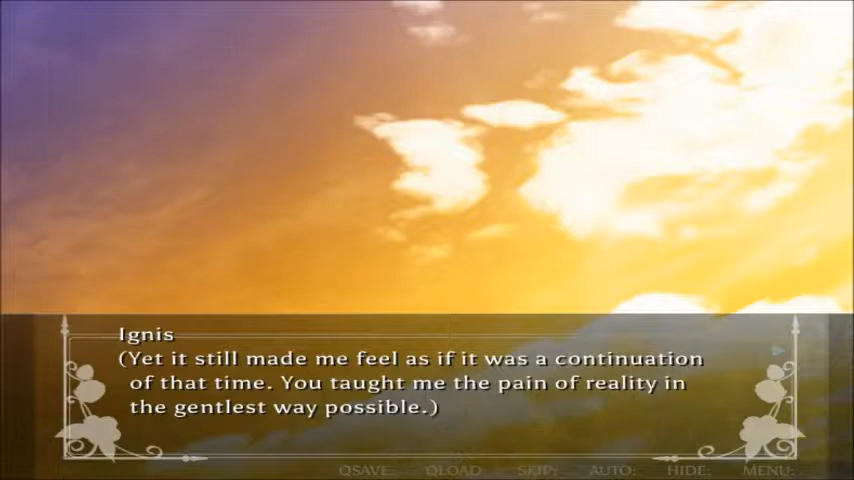 Ignis
(Yet it still made me feel as if it was a continuation
of that time. You taught me the pain of reality in
the gentlest way possible.)
QSAVE: QLOAD SKIP: AUTO: HIDE: MENU: